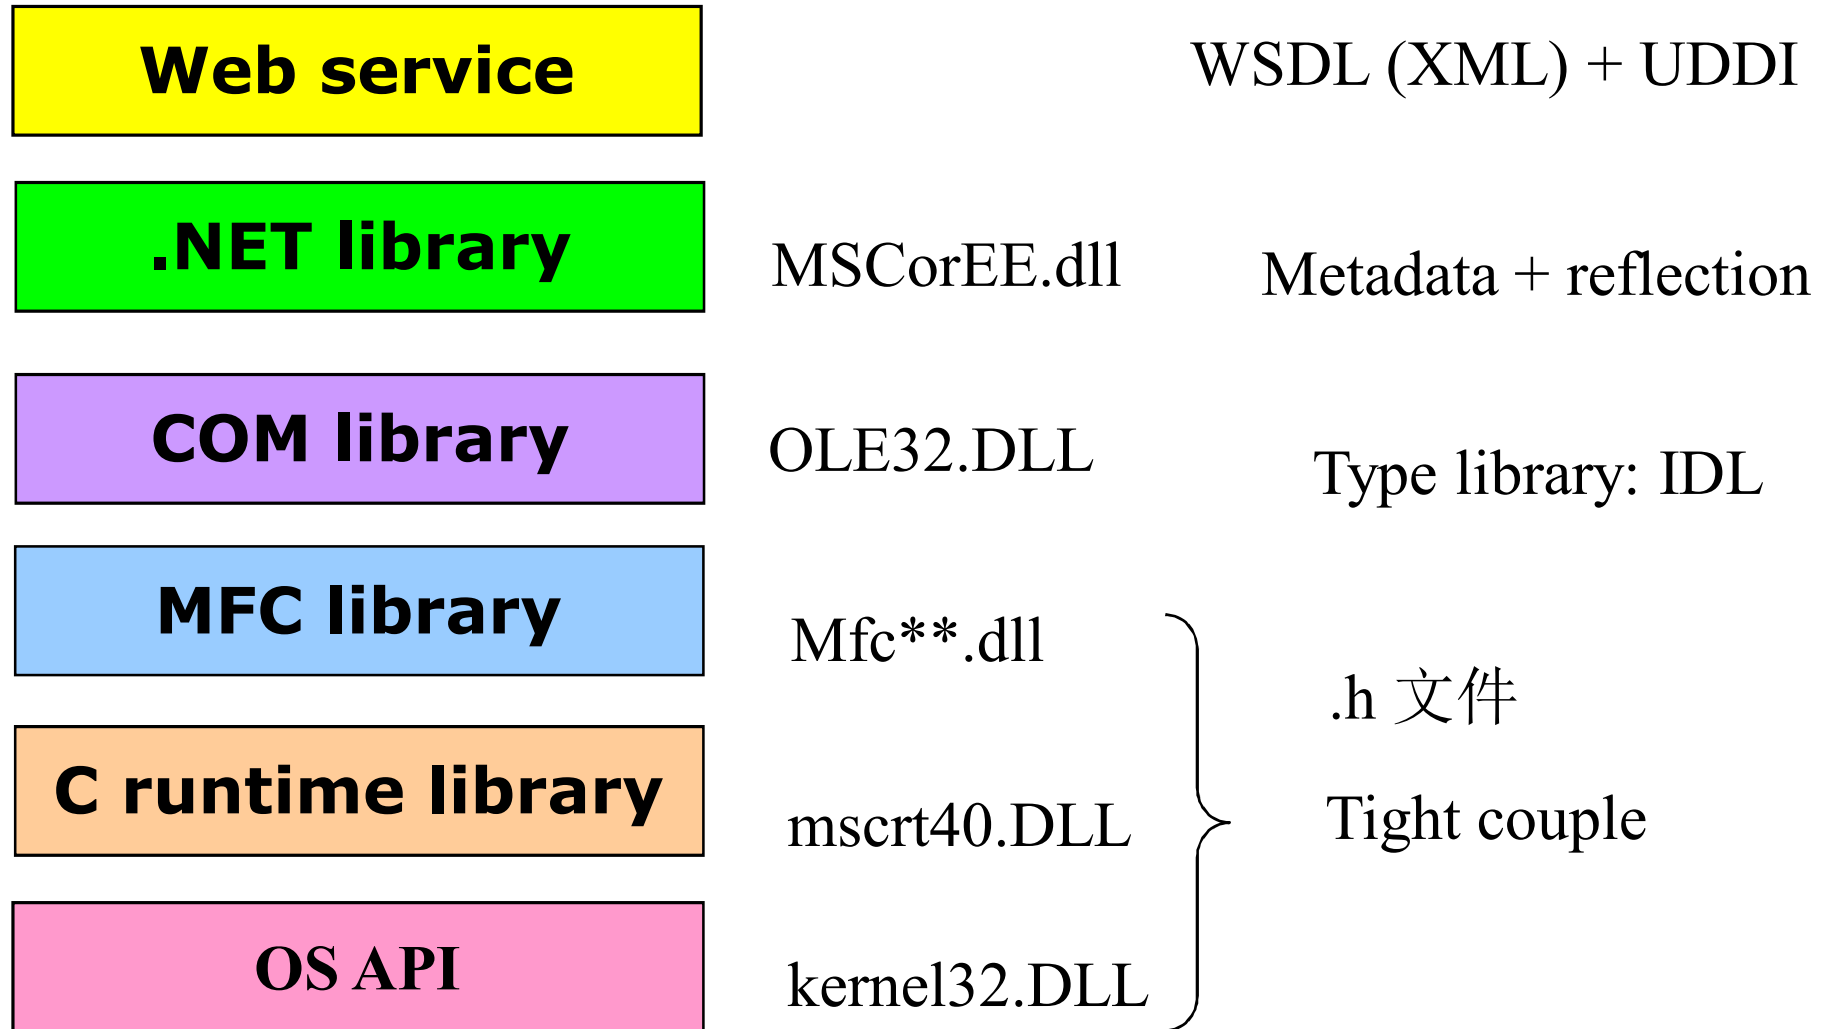 Web service
WSDL (XML) + UDDI
.NET library
MSCorEE.dll
Metadata + reflection
COM library
OLE32.DLL
Type library: IDL
MFC library
Mfc**.dll
.h 文件
C runtime library
mscrt40.DLL
Tight couple
OS API
kernel32.DLL